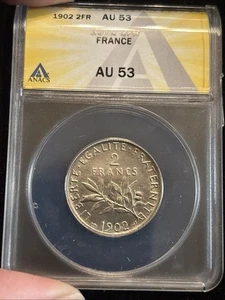 1902 2FR AU 53
FRANCE
AU 53
ANACS
LIBERTE · EGALITE · FRATERNITE
2
FRANCS
1902